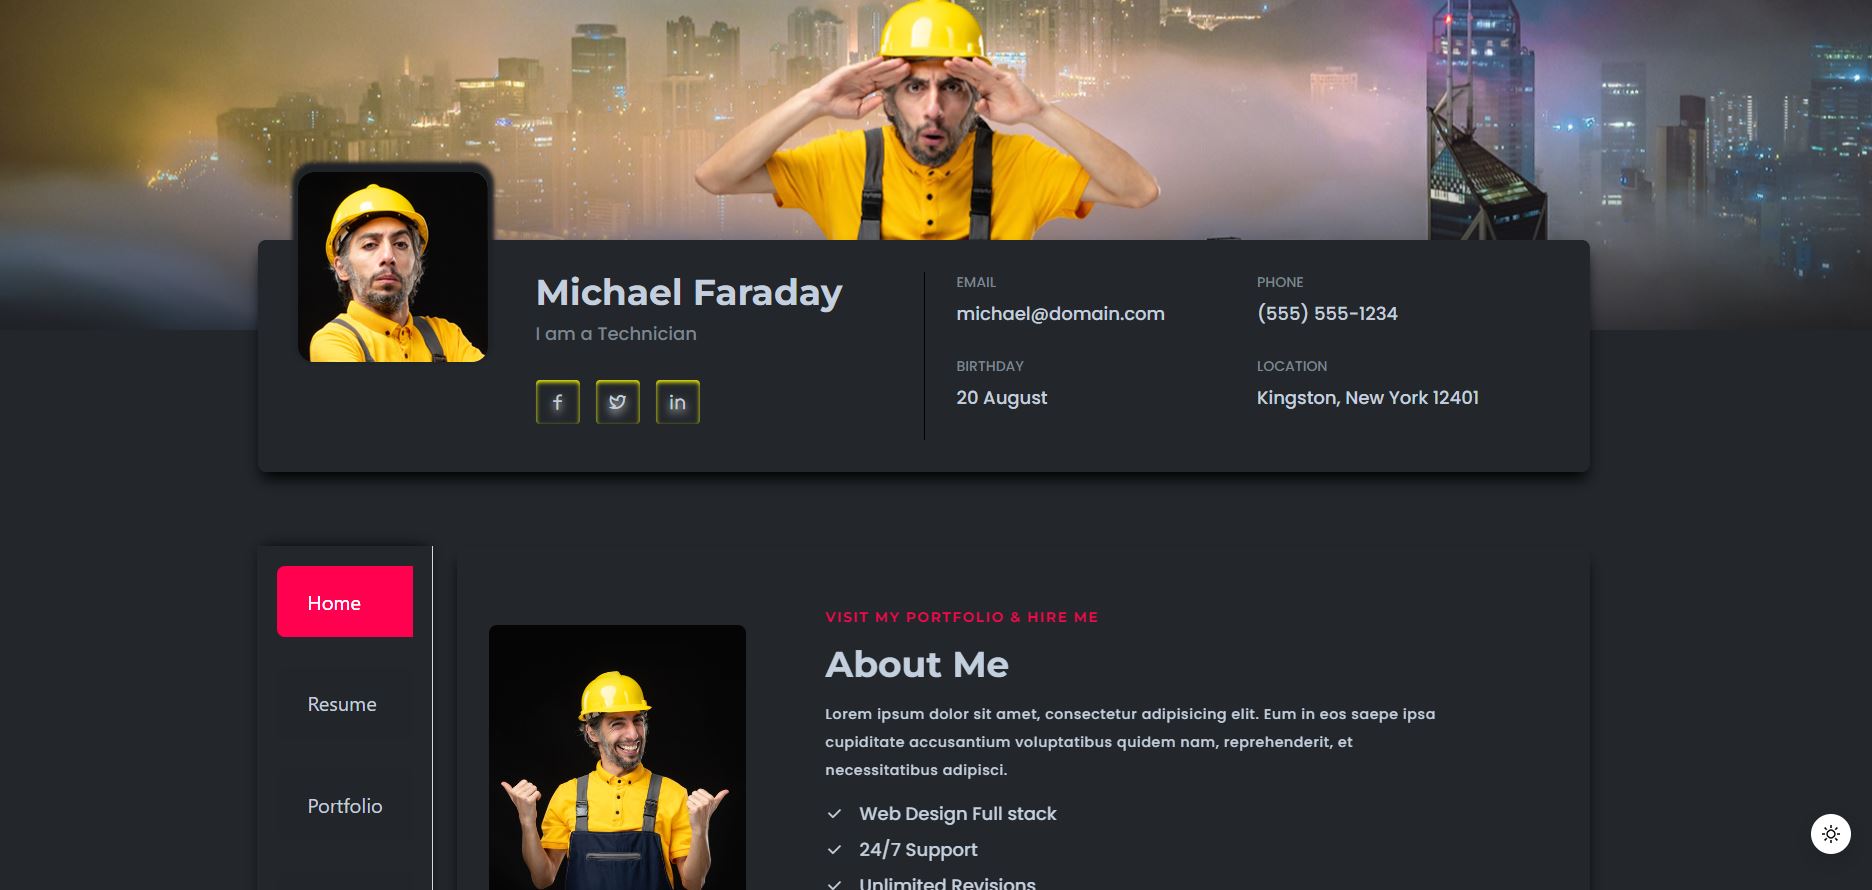 Michael Faraday
I am a Technician
EMAIL
michael@domain.com
PHONE
(555) 555-1234
BIRTHDAY
20 August
LOCATION
Kingston, New York 12401
Home
Resume
Portfolio
VISIT MY PORTFOLIO & HIRE ME
About Me
Lorem ipsum dolor sit amet, consectetur adipisicing elit. Eum in eos saepe ipsa
cupiditate accusantium voluptatibus quidem nam, reprehenderit, et
necessitatibus adipisci.
Web Design Full stack
24/7 Support
Unlimited Revisions